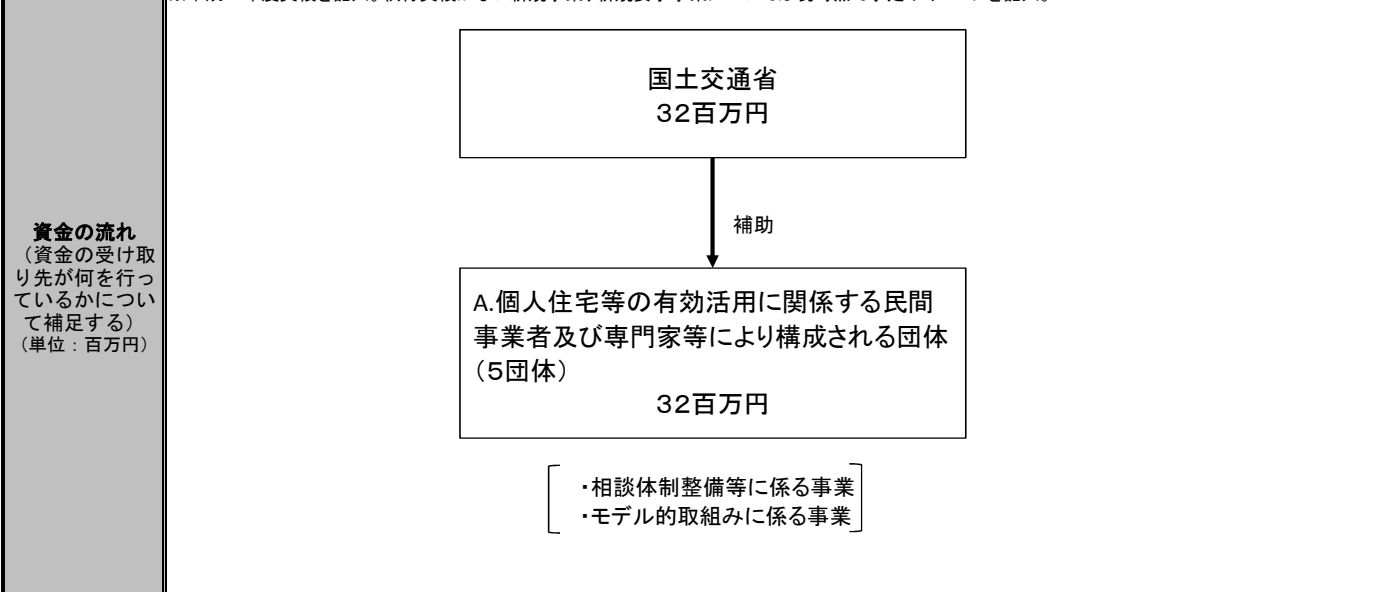 資金の流れ
（資金の受け取
り先が何を行っ
ているかについ
て補足する）
（単位：百万円）
国土交通省
３２百万円
補助
A.個人住宅等の有効活用に関係する民間
事業者及び専門家等により構成される団体
（５団体）
３２百万円
・相談体制整備等に係る事業
・モデル的取組みに係る事業